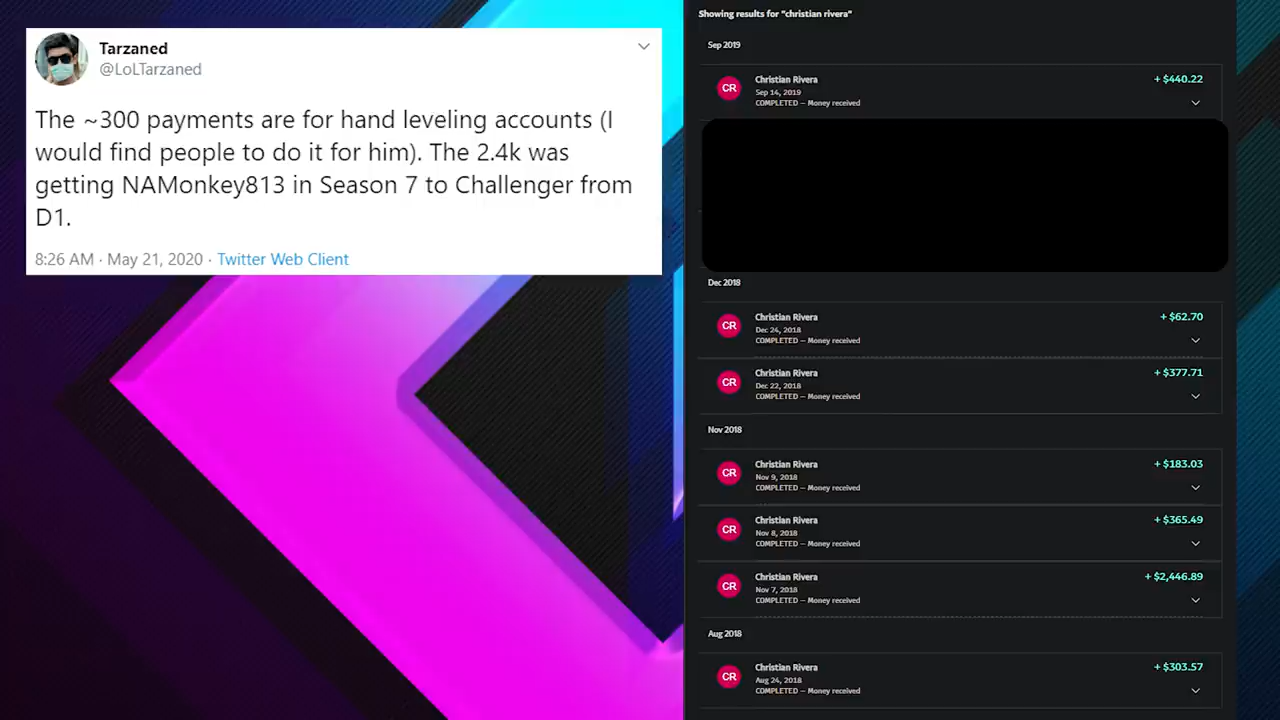 Tarzaned
@LoLTarzaned
The ~300 payments are for hand leveling accounts (I
would find people to do it for him). The 2.4k was
getting NAMonkey813 in Season 7 to Challenger from
D1.
8:26 AM · May 21, 2020 · Twitter Web Client
Showing results for "christian rivera"
Sep 2019
CR
Christian Rivera
+ $440.22
Sep 14, 2019
COMPLETED — Money received
Dec 2018
CR
Christian Rivera
+ $62.70
Dec 24, 2018
COMPLETED — Money received
CR
Christian Rivera
+ $377.71
Dec 22, 2018
COMPLETED — Money received
Nov 2018
CR
Christian Rivera
+ $183.03
Nov 9, 2018
COMPLETED — Money received
CR
Christian Rivera
+ $365.49
Nov 8, 2018
COMPLETED — Money received
CR
Christian Rivera
+ $2,446.89
Nov 7, 2018
COMPLETED — Money received
Aug 2018
CR
Christian Rivera
+ $303.57
Aug 24, 2018
COMPLETED — Money received